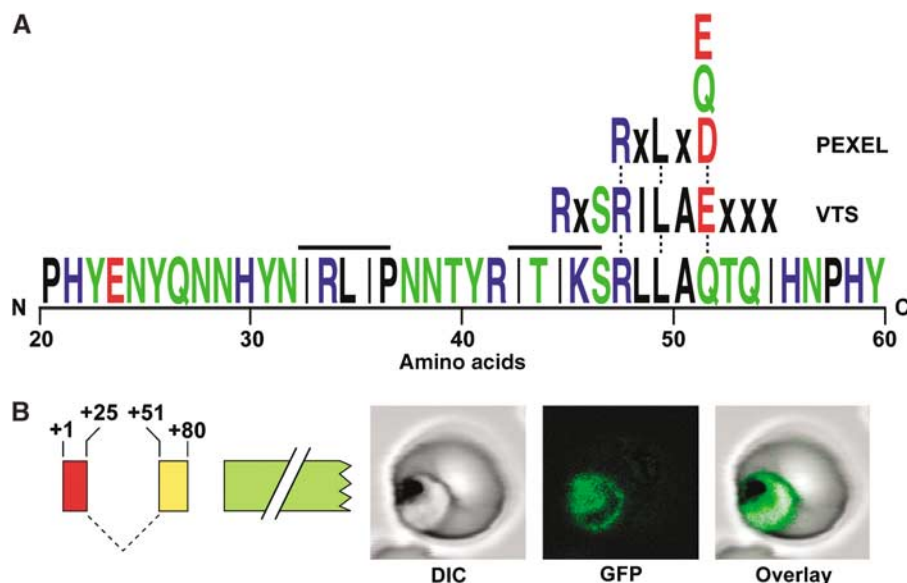 A
E
Q
RxLxD PEXEL
RxSRILAExxx VTS
PHYENYQNNHYNIRLIPNNTYRITIKSRLLAQTQIHNPHY
N C
20 30 40 50 60
Amino acids
B
+1 +25 +51 +80
DIC GFP Overlay